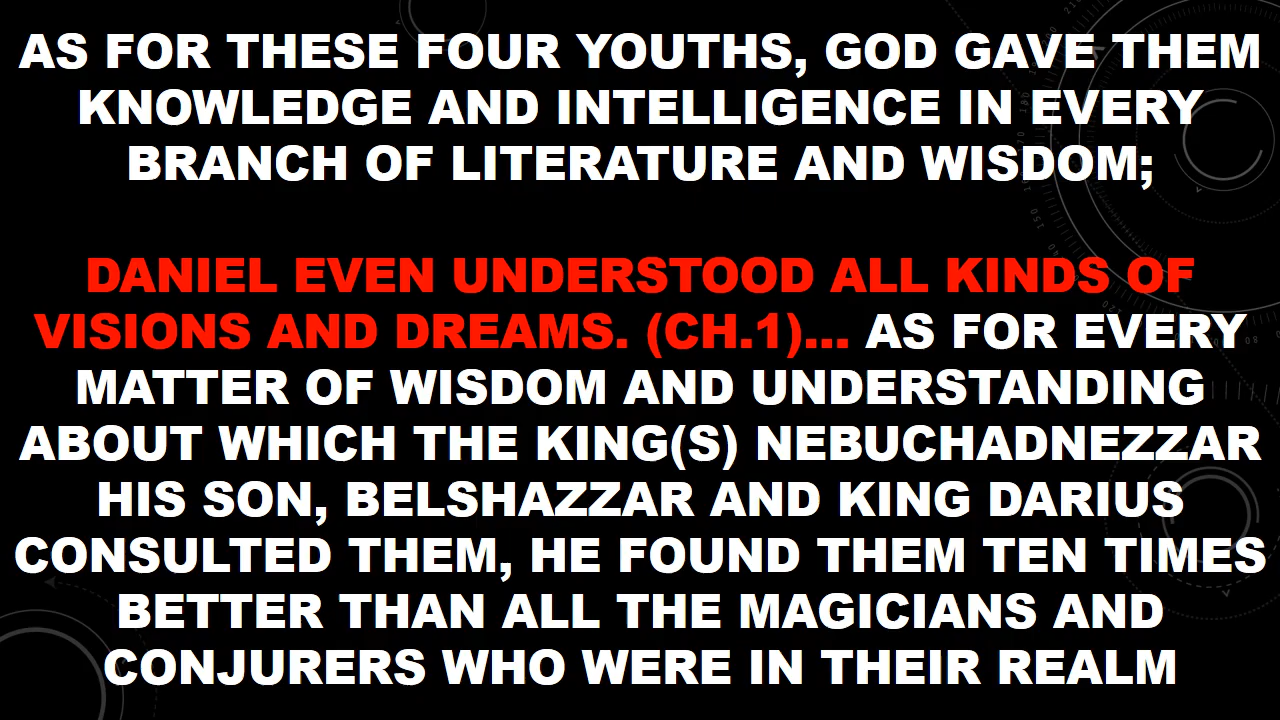 AS FOR THESE FOUR YOUTHS, GOD GAVE THEM
KNOWLEDGE AND INTELLIGENCE IN EVERY
BRANCH OF LITERATURE AND WISDOM;
DANIEL EVEN UNDERSTOOD ALL KINDS OF
VISIONS AND DREAMS. (CH.1)... AS FOR EVERY
MATTER OF WISDOM AND UNDERSTANDING
ABOUT WHICH THE KING(S) NEBUCHADNEZZAR
HIS SON, BELSHAZZAR AND KING DARIUS
CONSULTED THEM, HE FOUND THEM TEN TIMES
BETTER THAN ALL THE MAGICIANS AND
CONJURERS WHO WERE IN THEIR REALM